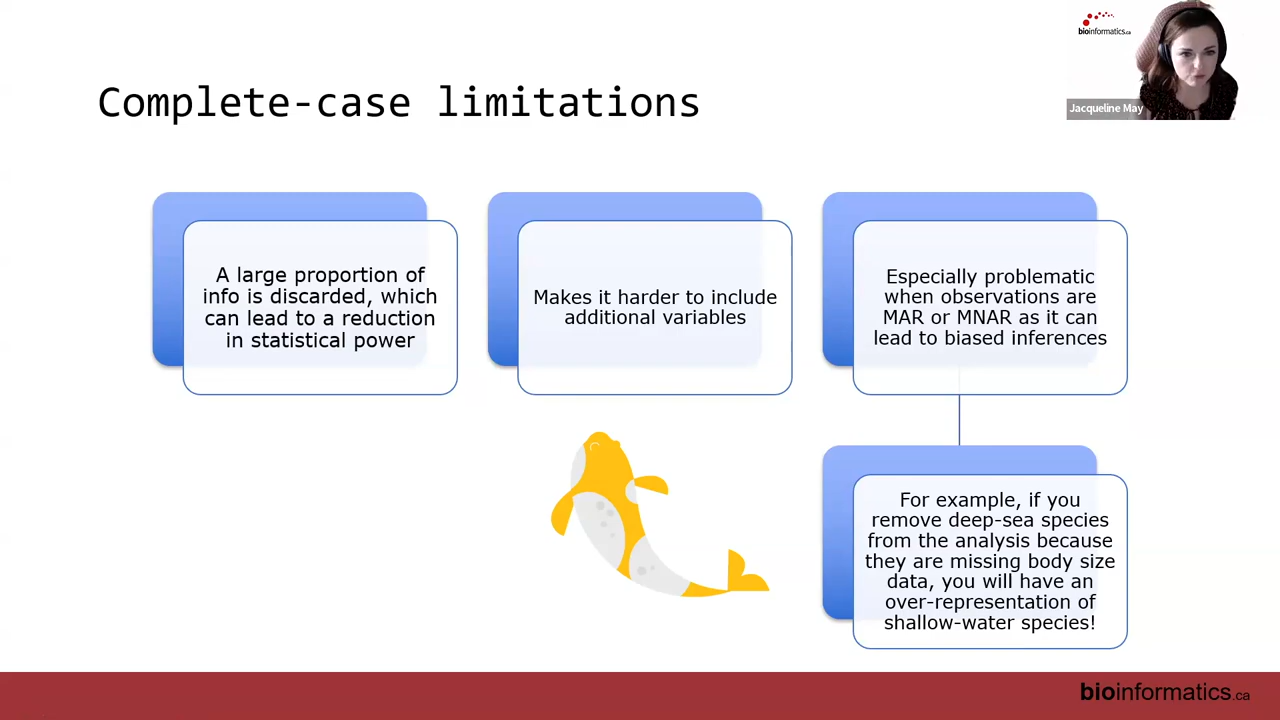 bioinformatics.ca
Jacqueline May
Complete-case limitations
A large proportion of
info is discarded, which
can lead to a reduction
in statistical power
Makes it harder to include
additional variables
Especially problematic
when observations are
MAR or MNAR as it can
lead to biased inferences
For example, if you
remove deep-sea species
from the analysis because
they are missing body size
data, you will have an
over-representation of
shallow-water species!
bioinformatics.ca